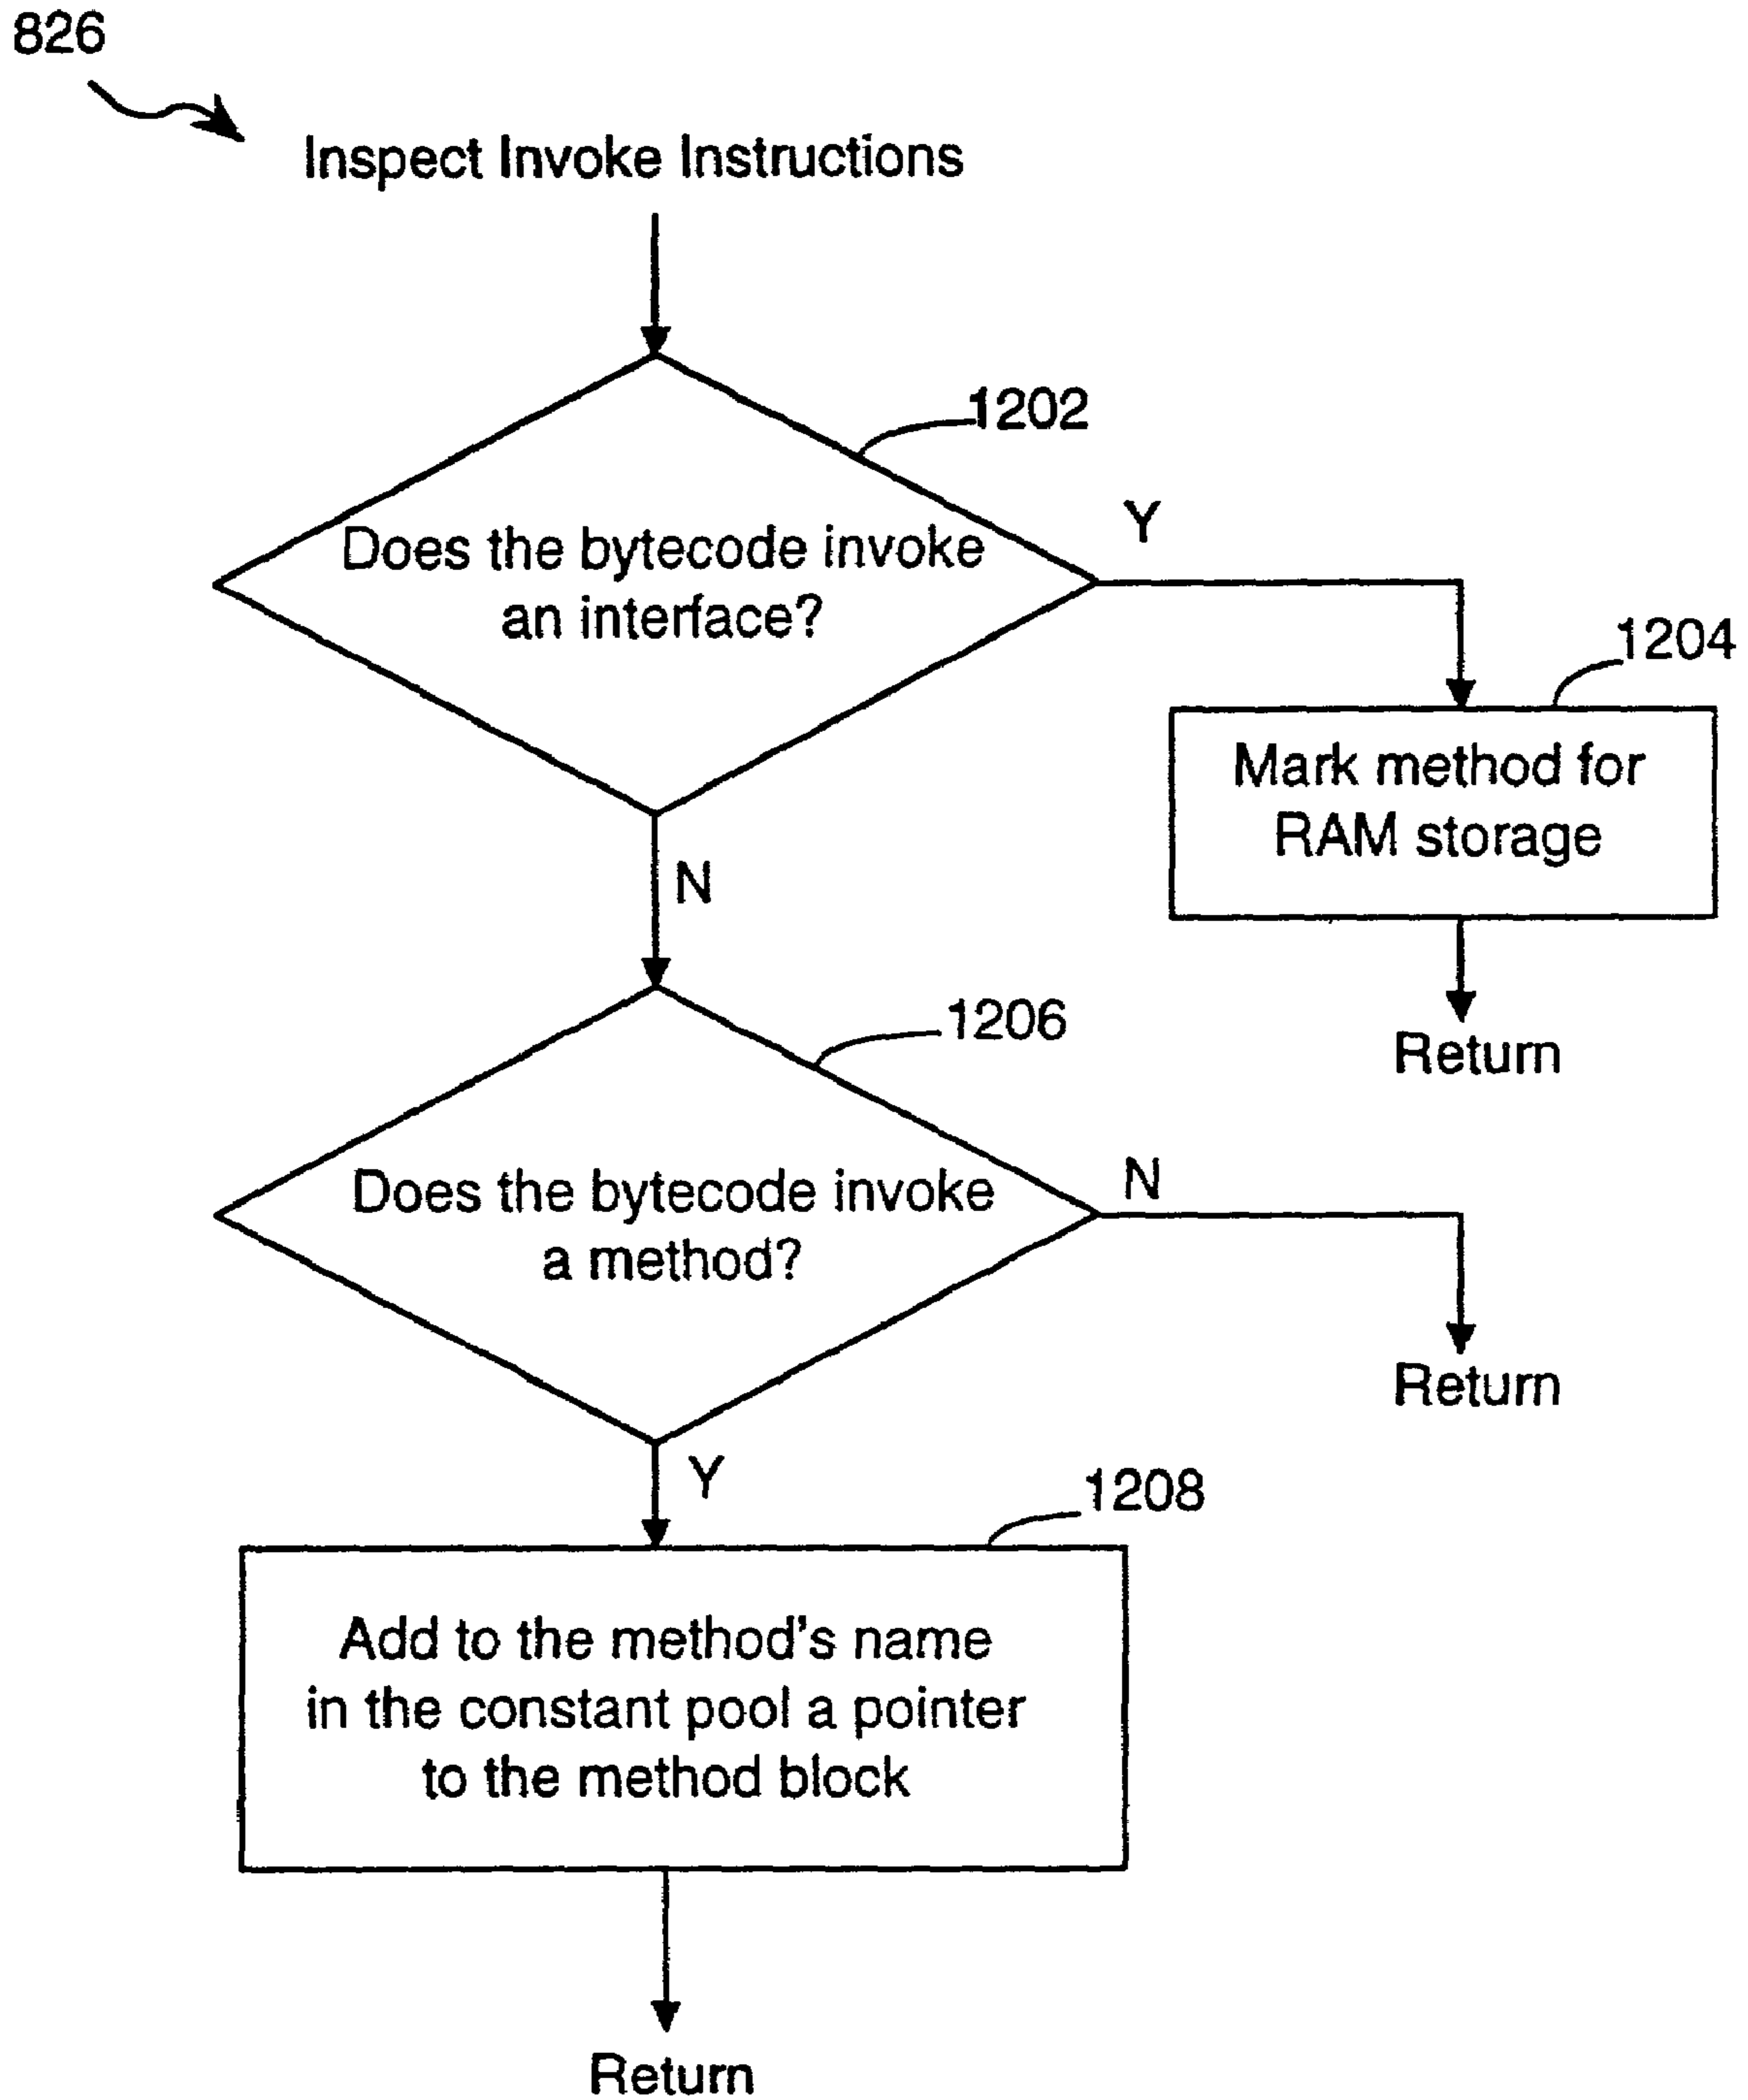 826
Inspect Invoke Instructions
1202
Does the bytecode invoke
an interface?
Y
1204
Mark method for
RAM storage
N
Return
1206
Does the bytecode invoke
a method?
N
Return
Y
1208
Add to the method's name
in the constant pool a pointer
to the method block
Return